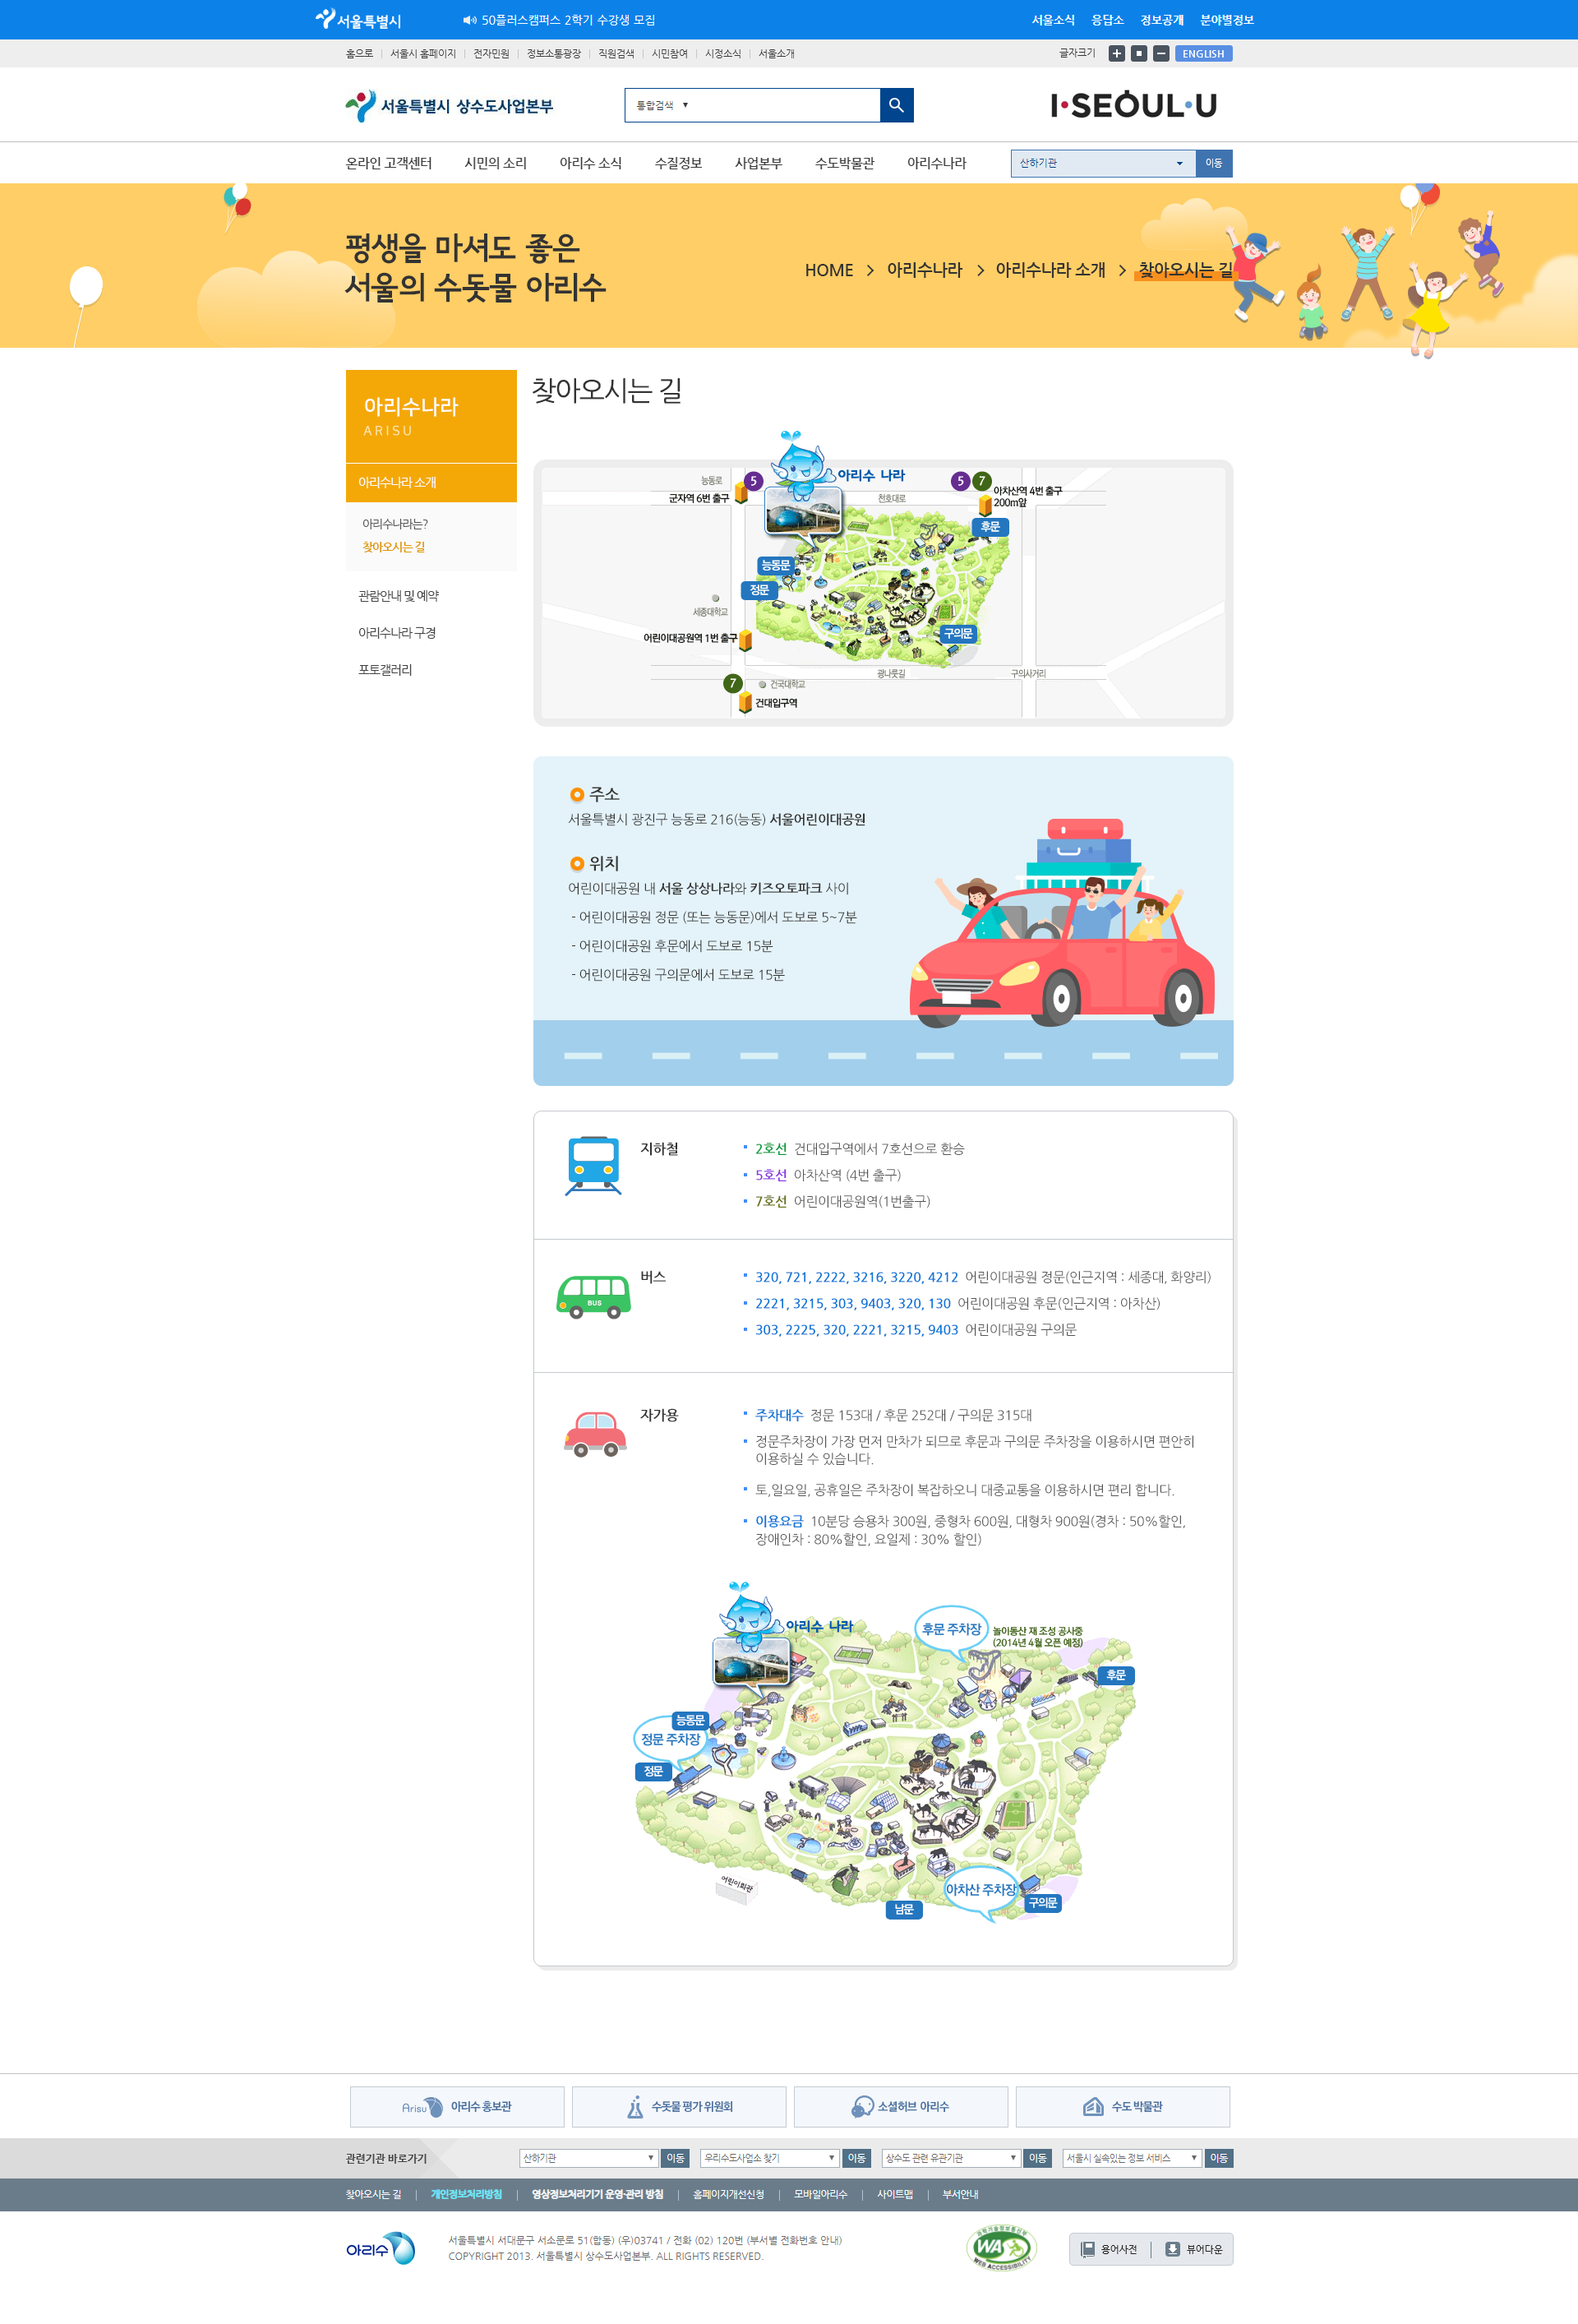 서울특별시
50플러스캠퍼스 2학기 수강생 모집
서울소식 응답소 정보공개 분야별정보
홈으로 서울시 홈페이지 전자민원 정보소통광장 직원검색 시민참여 시정소식 서울소개
글자크기 ENGLISH
서울특별시 상수도사업본부
통합검색
I·SEOUL·U
온라인 고객센터 시민의 소리 아리수 소식 수질정보 사업본부 수도박물관 아리수나라
산하기관 이동
평생을 마셔도 좋은
서울의 수돗물 아리수
HOME > 아리수나라 > 아리수나라 소개 > 찾아오시는 길
아리수나라
ARISU
아리수나라 소개
아리수나라는?
찾아오시는 길
관람안내 및 예약
아리수나라 구경
포토갤러리
찾아오시는 길
아리수 나라
능동로
5
군자역 6번 출구
천호대로
5 7
아차산역 4번 출구
200m앞
후문
능동문
정문
세종대학교
어린이대공원역 1번 출구
구의문
광나룻길
구의사거리
7
건국대학교
건대입구역
주소
서울특별시 광진구 능동로 216(능동) 서울어린이대공원
위치
어린이대공원 내 서울 상상나라와 키즈오토파크 사이
- 어린이대공원 정문 (또는 능동문)에서 도보로 5~7분
- 어린이대공원 후문에서 도보로 15분
- 어린이대공원 구의문에서 도보로 15분
지하철
2호선 건대입구역에서 7호선으로 환승
5호선 아차산역 (4번 출구)
7호선 어린이대공원역(1번출구)
BUS
버스
320, 721, 2222, 3216, 3220, 4212 어린이대공원 정문(인근지역 : 세종대, 화양리)
2221, 3215, 303, 9403, 320, 130 어린이대공원 후문(인근지역 : 아차산)
303, 2225, 320, 2221, 3215, 9403 어린이대공원 구의문
자가용
주차대수 정문 153대 / 후문 252대 / 구의문 315대
정문주차장이 가장 먼저 만차가 되므로 후문과 구의문 주차장을 이용하시면 편안히
이용하실 수 있습니다.
토,일요일, 공휴일은 주차장이 복잡하오니 대중교통을 이용하시면 편리 합니다.
이용요금 10분당 승용차 300원, 중형차 600원, 대형차 900원(경차 : 50%할인,
장애인차 : 80%할인, 요일제 : 30% 할인)
아리수 나라
후문 주차장
놀이동산 재 조성 공사중
(2014년 4월 오픈 예정)
후문
능동문
정문 주차장
정문
어린이회관
아차산 주차장
구의문
남문
Arisu 아리수 홍보관
수돗물 평가 위원회
소셜허브 아리수
수도 박물관
관련기관 바로가기
산하기관 이동
우리수도사업소 찾기 이동
상수도 관련 유관기관 이동
서울시 실속있는 정보 서비스 이동
찾아오시는 길 개인정보처리방침 영상정보처리기기 운영·관리 방침 홈페이지개선신청 모바일아리수 사이트맵 부서안내
아리수
서울특별시 서대문구 서소문로 51(합동) (우)03741 / 전화 (02) 120번 (부서별 전화번호 안내)
COPYRIGHT 2013. 서울특별시 상수도사업본부. ALL RIGHTS RESERVED.
WA
WEB ACCESSIBILITY
용어사전 뷰어다운